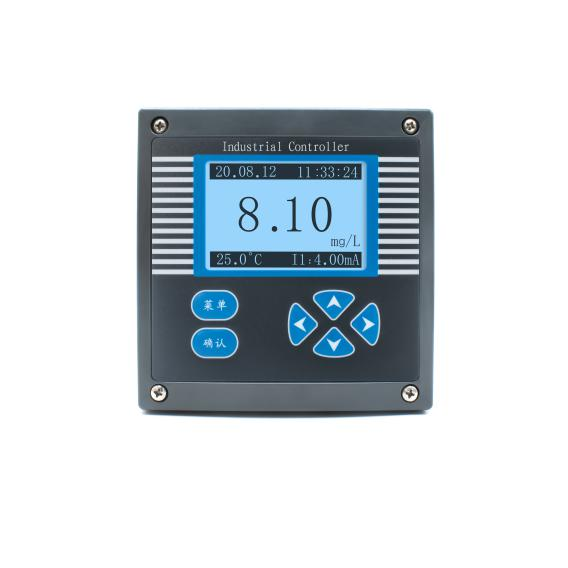 Industrial Controller
20.08.12 11:33:24
8.10
mg/L
25.0°C I1:4.00mA
菜单
确认